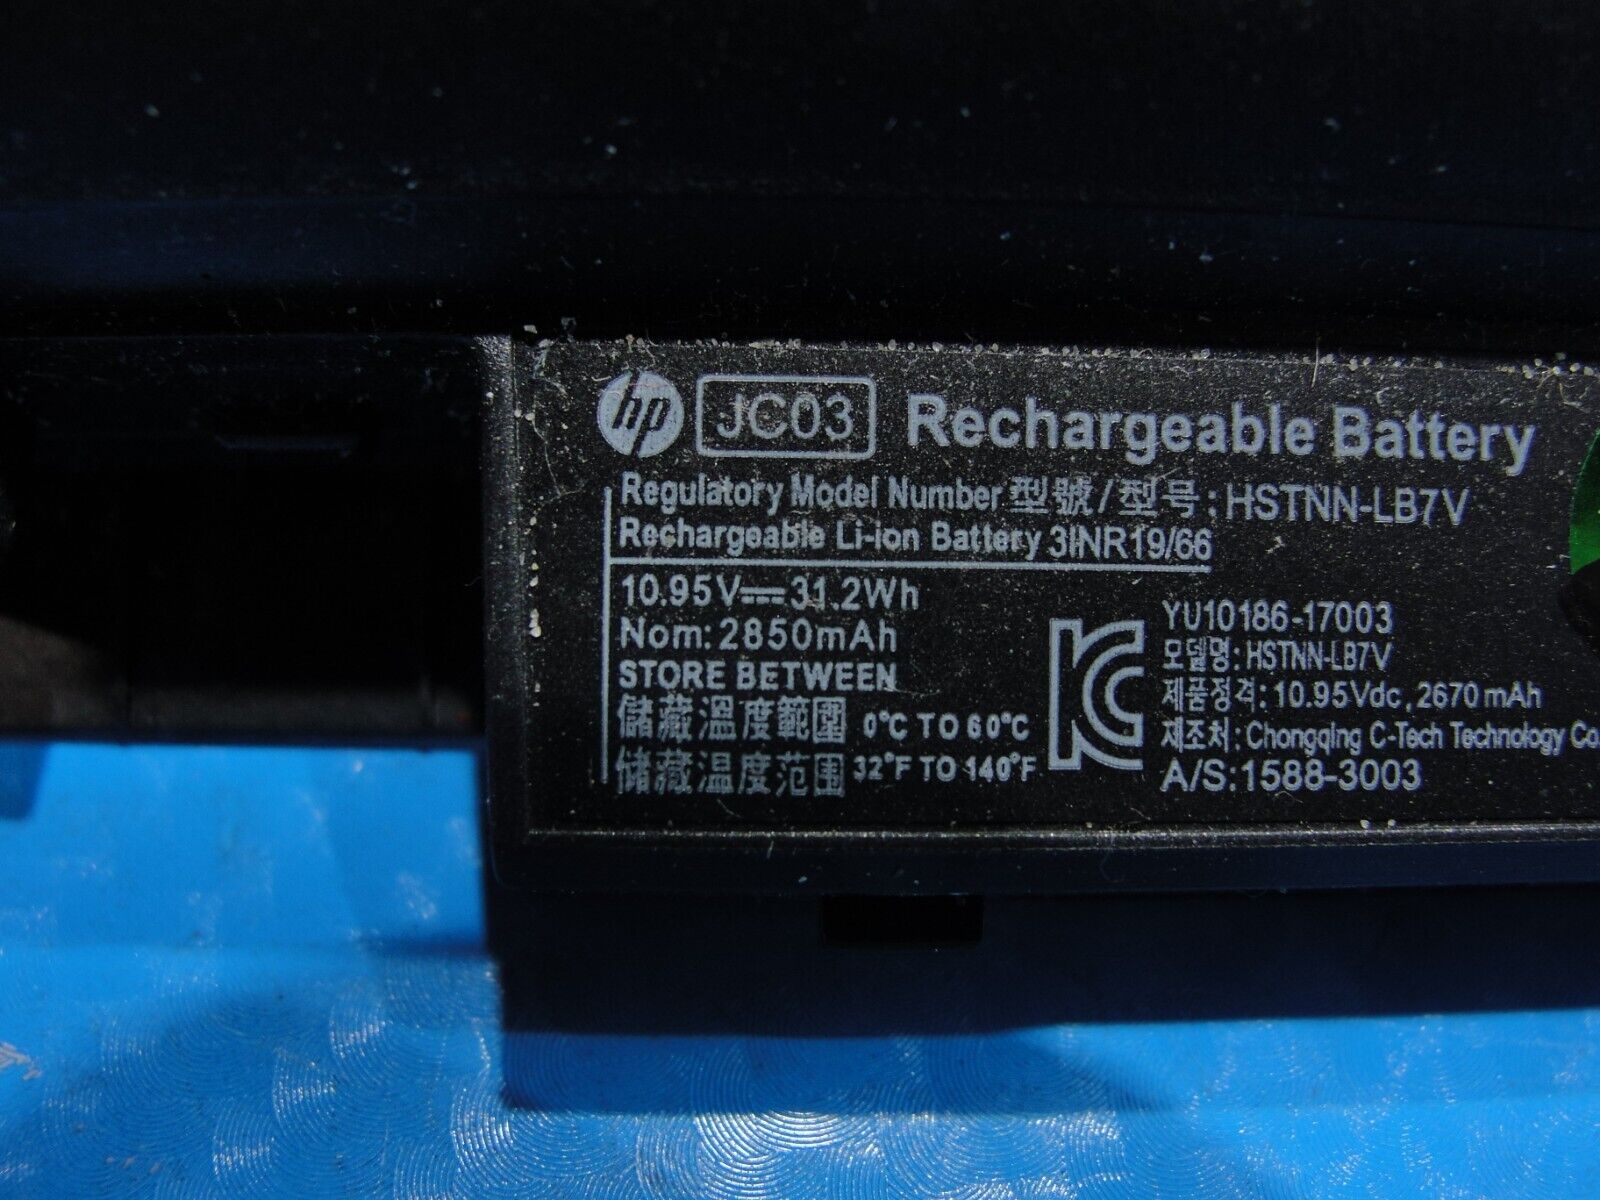 hp JC03 Rechargeable Battery
Regulatory Model Number 型號/型号: HSTNN-LB7V
Rechargeable Li-ion Battery 3INR19/66
10.95V⎓31.2Wh
Nom: 2850mAh
STORE BETWEEN
儲藏溫度範圍 0°C TO 60°C
储藏温度范围 32°F TO 140°F
YU10186-17003
모델명: HSTNN-LB7V
제품정격: 10.95Vdc, 2670mAh
제조처: Chongqing C-Tech Technology Co.
A/S:1588-3003